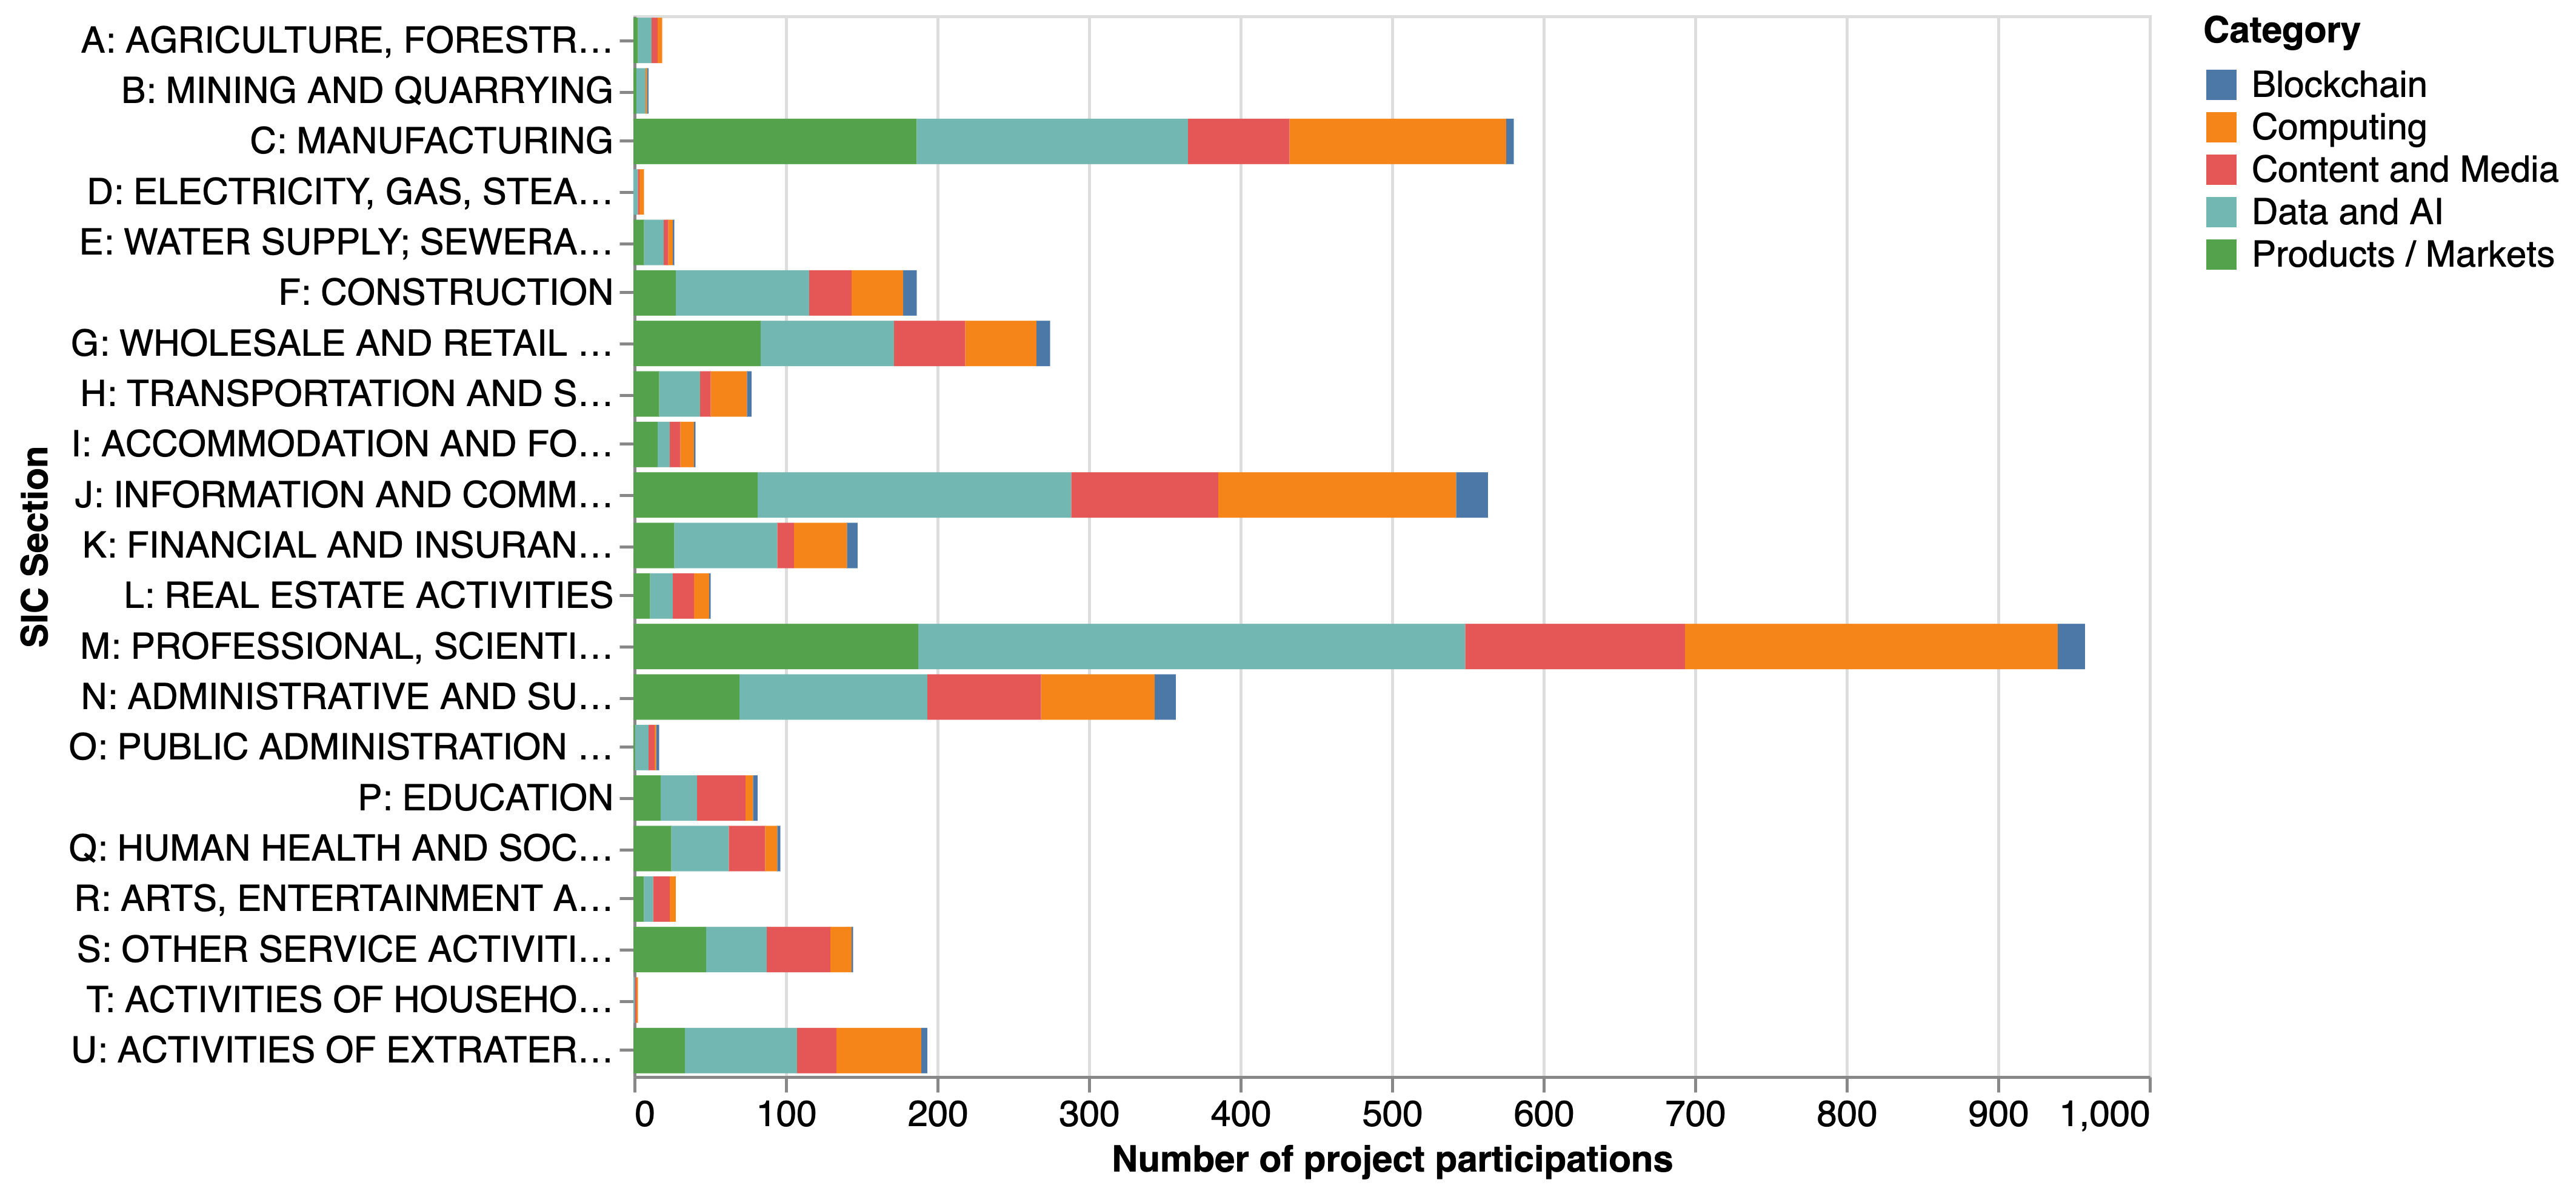 A: AGRICULTURE, FORESTR…
B: MINING AND QUARRYING
C: MANUFACTURING
D: ELECTRICITY, GAS, STEA…
E: WATER SUPPLY; SEWERA…
F: CONSTRUCTION
G: WHOLESALE AND RETAIL …
H: TRANSPORTATION AND S…
I: ACCOMMODATION AND FO…
J: INFORMATION AND COMM…
K: FINANCIAL AND INSURAN…
L: REAL ESTATE ACTIVITIES
M: PROFESSIONAL, SCIENTI…
N: ADMINISTRATIVE AND SU…
O: PUBLIC ADMINISTRATION …
P: EDUCATION
Q: HUMAN HEALTH AND SOC…
R: ARTS, ENTERTAINMENT A…
S: OTHER SERVICE ACTIVITI…
T: ACTIVITIES OF HOUSEHO…
U: ACTIVITIES OF EXTRATER…
SIC Section
0 100 200 300 400 500 600 700 800 900 1,000
Number of project participations
Category
Blockchain
Computing
Content and Media
Data and AI
Products / Markets